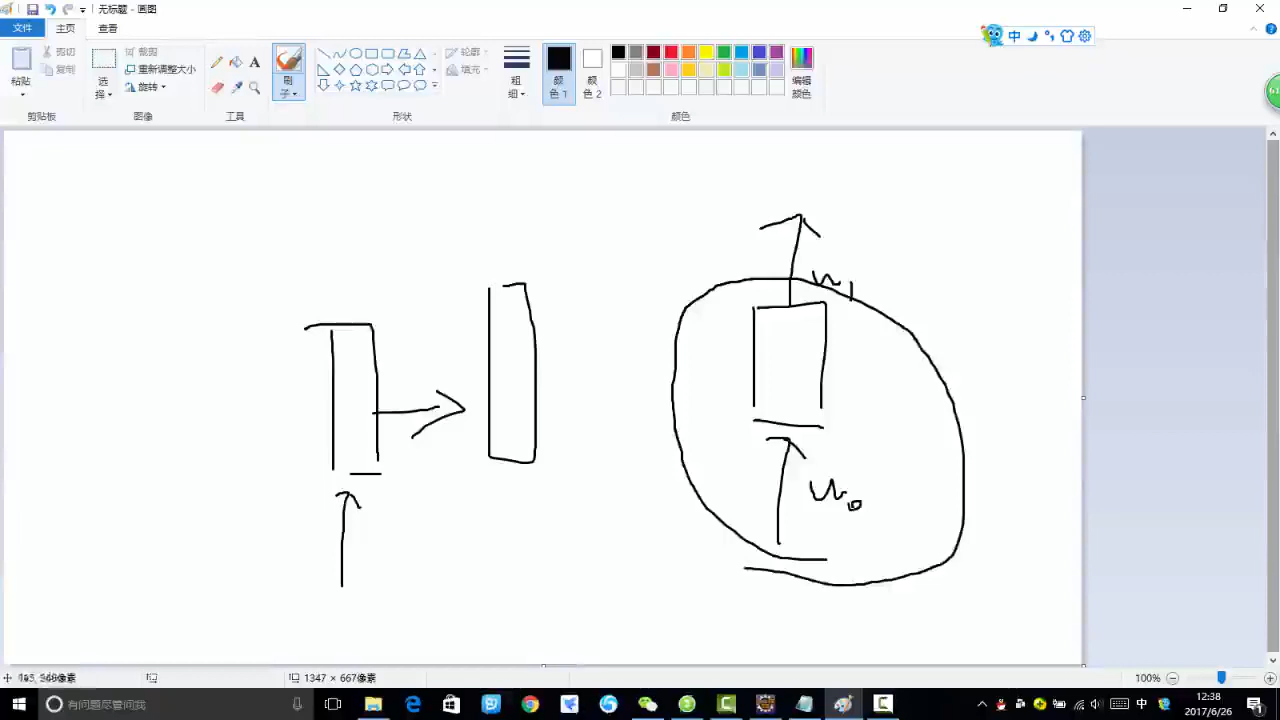 无标题 - 画图
文件 主页 查看
粘贴
剪切
复制
选择
裁剪
重新调整大小
旋转
A
刷子
轮廓
填充
粗细
颜色 1
颜色 2
编辑颜色
剪贴板 图像 工具 形状 颜色
中
61
w1
w0
1347 × 667像素
100%
有问题尽管问我
中
12:38
2017/6/26